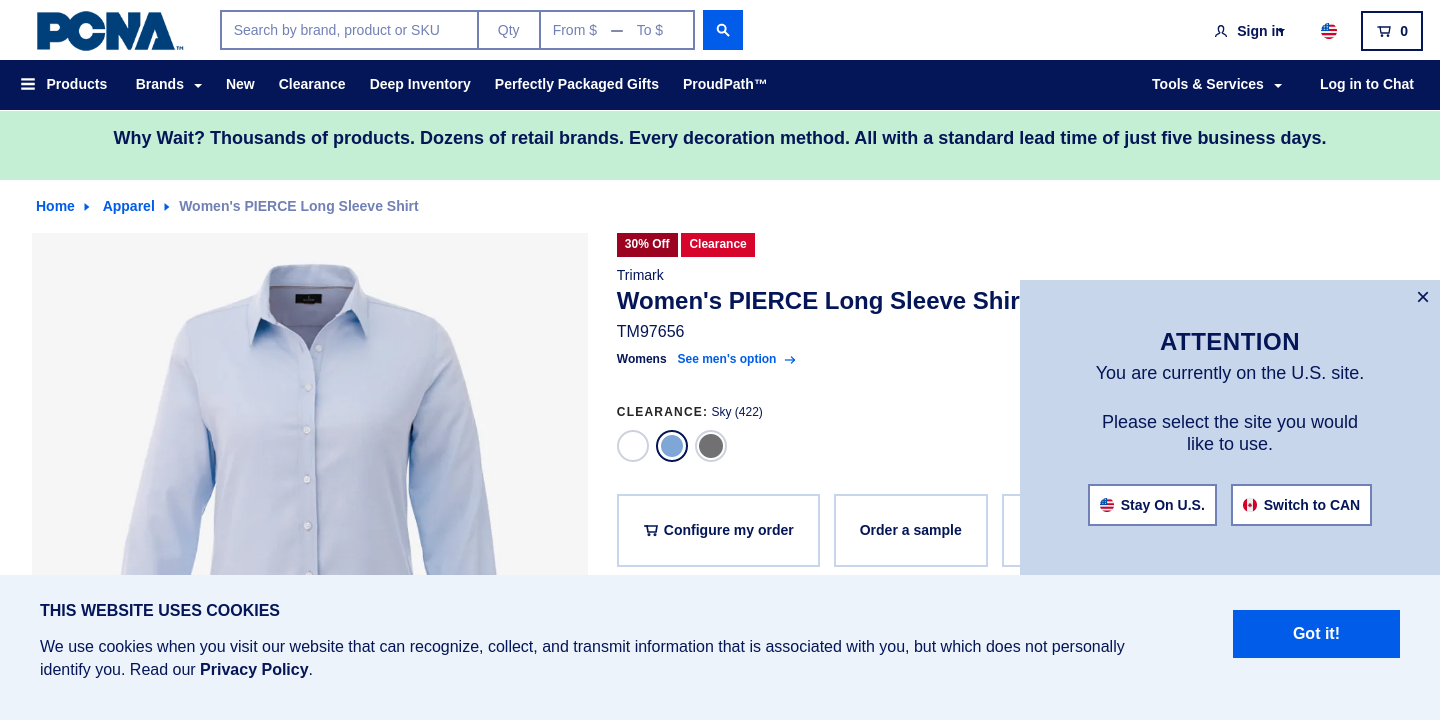 PCNA™
Search by brand, product or SKU
Qty
From $ — To $
Sign in
0
Products
Brands
New
Clearance
Deep Inventory
Perfectly Packaged Gifts
ProudPath™
Tools & Services
Log in to Chat
Why Wait? Thousands of products. Dozens of retail brands. Every decoration method. All with a standard lead time of just five business days.
Home
Apparel
Women's PIERCE Long Sleeve Shirt
30% Off
Clearance
Trimark
Women's PIERCE Long Sleeve Shir
TM97656
Womens See men's option
CLEARANCE: Sky (422)
Configure my order
Order a sample
ATTENTION
You are currently on the U.S. site.
Please select the site you would
like to use.
Stay On U.S.
Switch to CAN
THIS WEBSITE USES COOKIES
We use cookies when you visit our website that can recognize, collect, and transmit information that is associated with you, but which does not personally
identify you. Read our Privacy Policy.
Got it!